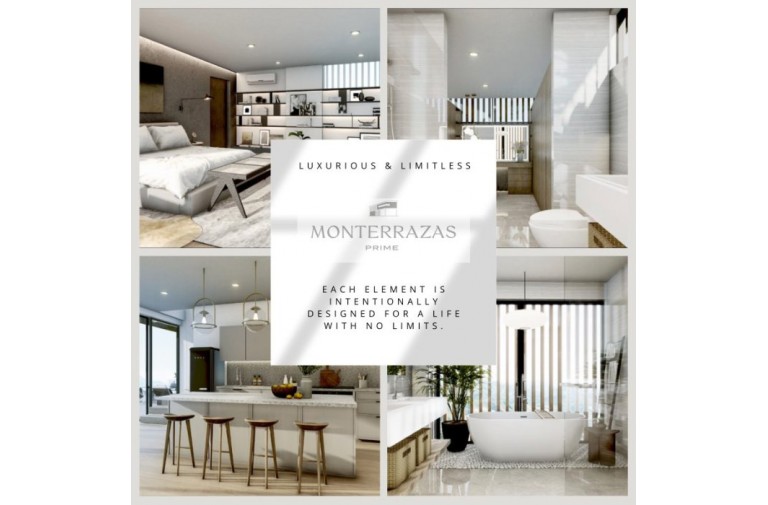 LUXURIOUS & LIMITLESS
MONTERRAZAS
PRIME
EACH ELEMENT IS
INTENTIONALLY
DESIGNED FOR A LIFE
WITH NO LIMITS.